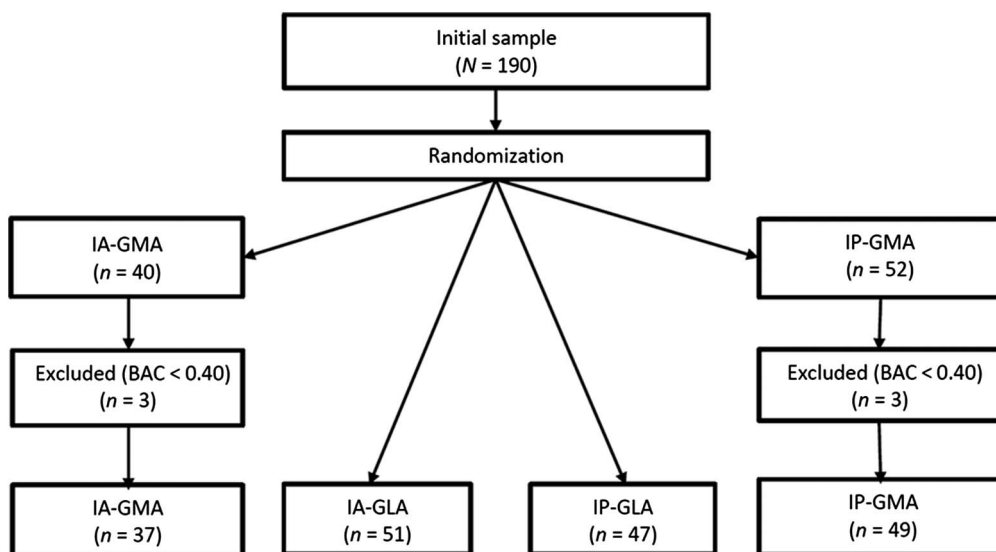 Initial sample
(N = 190)
Randomization
IA-GMA
(n = 40)
IP-GMA
(n = 52)
Excluded (BAC < 0.40)
(n = 3)
Excluded (BAC < 0.40)
(n = 3)
IA-GMA
(n = 37)
IA-GLA
(n = 51)
IP-GLA
(n = 47)
IP-GMA
(n = 49)